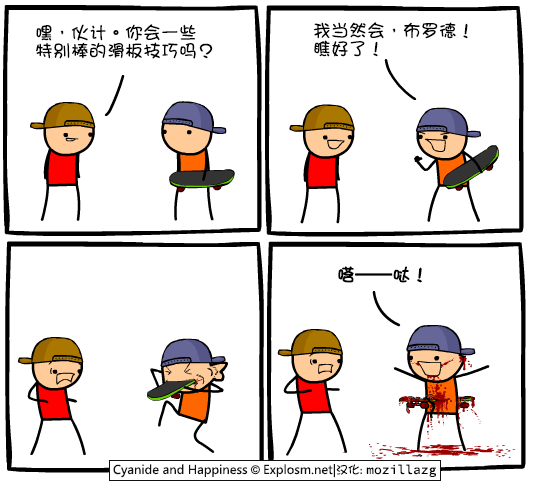 嘿，伙计。你会一些
特别棒的滑板技巧吗？
我当然会，布罗德！
瞧好了！
嗒——哒！
Cyanide and Happiness © Explosm.net|汉化: mozillazg